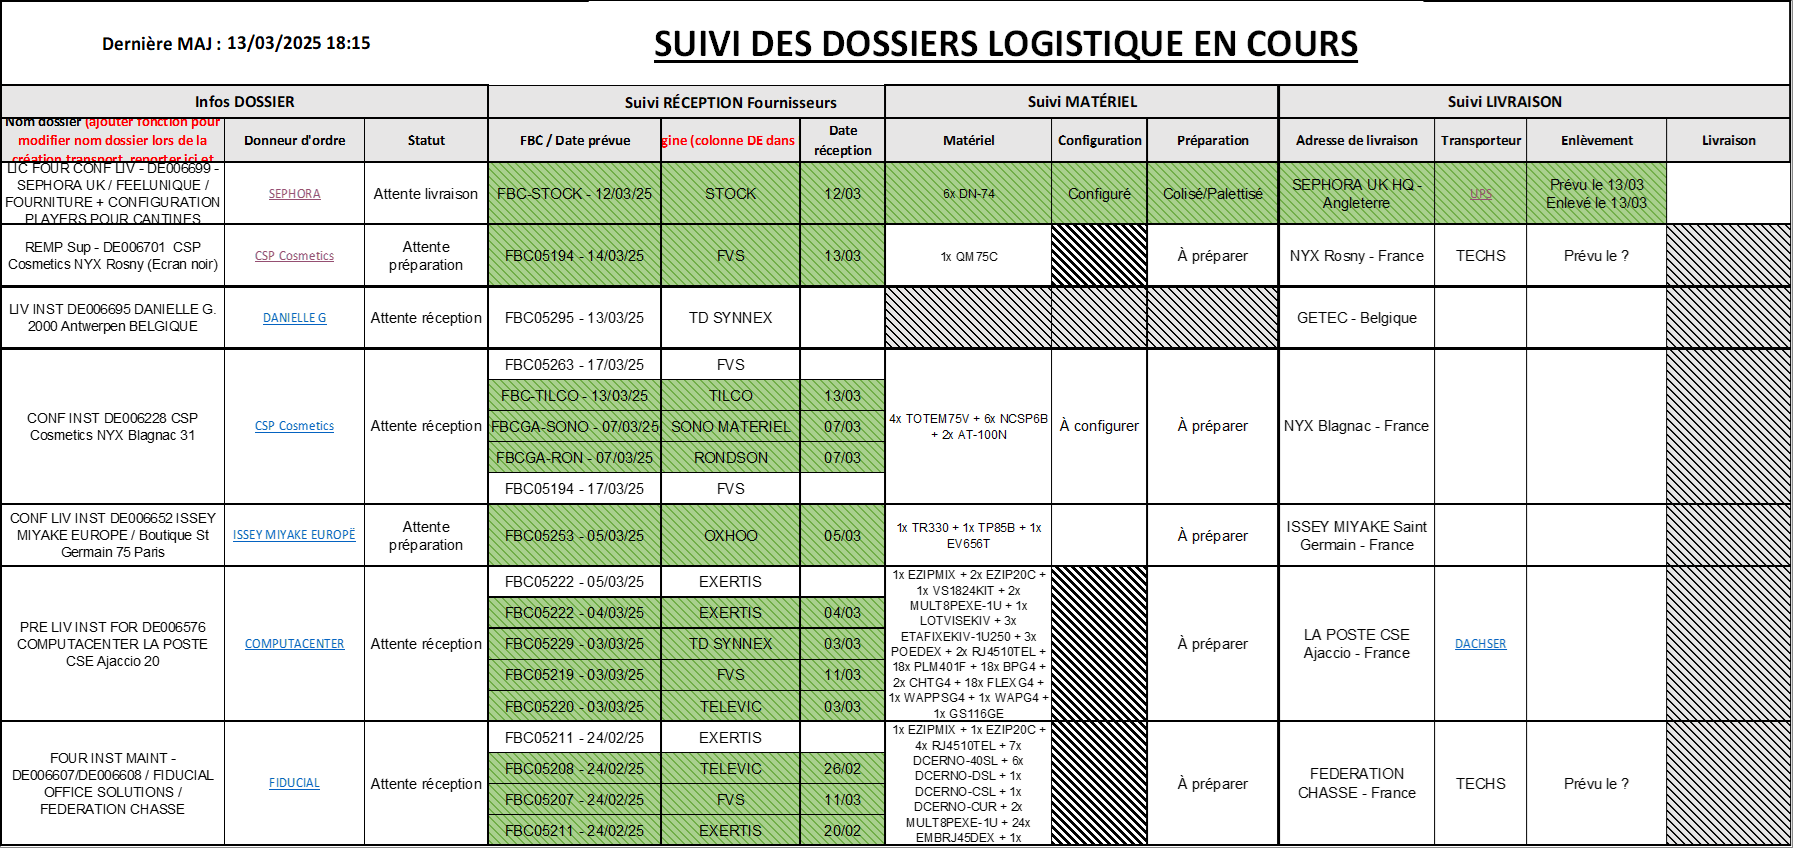 Dernière MAJ : 13/03/2025 18:15
SUIVI DES DOSSIERS LOGISTIQUE EN COURS
Infos DOSSIER
Suivi RÉCEPTION Fournisseurs
Suivi MATÉRIEL
Suivi LIVRAISON
Nom dossier (ajouter fonction pour
modifier nom dossier lors de la
création transport, reporter ici et
Donneur d'ordre
Statut
FBC / Date prévue
gine (colonne DE dans
Date
réception
Matériel
Configuration
Préparation
Adresse de livraison
Transporteur
Enlèvement
Livraison
LIC FOUR CONF LIV - DE006699 -
SEPHORA UK / FEELUNIQUE /
FOURNITURE + CONFIGURATION
PLAYERS POUR CANTINES
SEPHORA
Attente livraison
FBC-STOCK - 12/03/25
STOCK
12/03
6x DN-74
Configuré
Colisé/Palettisé
SEPHORA UK HQ -
Angleterre
UPS
Prévu le 13/03
Enlevé le 13/03
REMP Sup - DE006701 CSP
Cosmetics NYX Rosny (Ecran noir)
CSP Cosmetics
Attente
préparation
FBC05194 - 14/03/25
FVS
13/03
1x QM75C
À préparer
NYX Rosny - France
TECHS
Prévu le ?
LIV INST DE006695 DANIELLE G.
2000 Antwerpen BELGIQUE
DANIELLE G
Attente réception
FBC05295 - 13/03/25
TD SYNNEX
GETEC - Belgique
CONF INST DE006228 CSP
Cosmetics NYX Blagnac 31
CSP Cosmetics
Attente réception
FBC05263 - 17/03/25
FVS
FBC-TILCO - 13/03/25
TILCO
13/03
FBCGA-SONO - 07/03/25
SONO MATERIEL
07/03
FBCGA-RON - 07/03/25
RONDSON
07/03
FBC05194 - 17/03/25
FVS
4x TOTEM75V + 6x NCSP6B
+ 2x AT-100N
À configurer
À préparer
NYX Blagnac - France
CONF LIV INST DE006652 ISSEY
MIYAKE EUROPE / Boutique St
Germain 75 Paris
ISSEY MIYAKE EUROPË
Attente
préparation
FBC05253 - 05/03/25
OXHOO
05/03
1x TR330 + 1x TP85B + 1x
EV656T
À préparer
ISSEY MIYAKE Saint
Germain - France
PRE LIV INST FOR DE006576
COMPUTACENTER LA POSTE
CSE Ajaccio 20
COMPUTACENTER
Attente réception
FBC05222 - 05/03/25
EXERTIS
FBC05222 - 04/03/25
EXERTIS
04/03
FBC05229 - 03/03/25
TD SYNNEX
03/03
FBC05219 - 03/03/25
FVS
11/03
FBC05220 - 03/03/25
TELEVIC
03/03
1x EZIPMIX + 2x EZIP20C +
1x VS1824KIT + 2x
MULT8PEXE-1U + 1x
LOTVISEKIV + 3x
ETAFIXEKIV-1U250 + 3x
POEDEX + 2x RJ4510TEL +
18x PLM401F + 18x BPG4 +
2x CHTG4 + 18x FLEXG4 +
1x WAPPSG4 + 1x WAPG4 +
1x GS116GE
À préparer
LA POSTE CSE
Ajaccio - France
DACHSER
FOUR INST MAINT -
DE006607/DE006608 / FIDUCIAL
OFFICE SOLUTIONS /
FEDERATION CHASSE
FIDUCIAL
Attente réception
FBC05211 - 24/02/25
EXERTIS
FBC05208 - 24/02/25
TELEVIC
26/02
FBC05207 - 24/02/25
FVS
11/03
FBC05211 - 24/02/25
EXERTIS
20/02
1x EZIPMIX + 1x EZIP20C +
4x RJ4510TEL + 7x
DCERNO-40SL + 6x
DCERNO-DSL + 1x
DCERNO-CSL + 1x
DCERNO-CUR + 2x
MULT8PEXE-1U + 24x
EMBRJ45DEX + 1x
À préparer
FEDERATION
CHASSE - France
TECHS
Prévu le ?